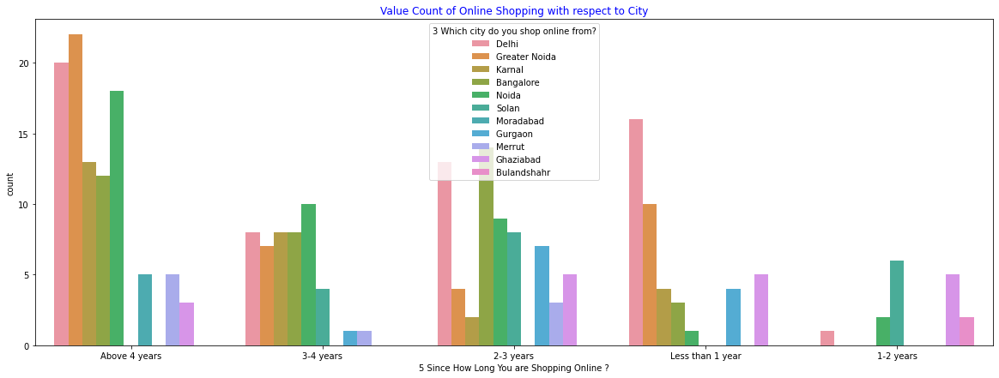 Value Count of Online Shopping with respect to City
3 Which city do you shop online from?
Delhi
Greater Noida
Karnal
Bangalore
Noida
Solan
Moradabad
Gurgaon
Merrut
Ghaziabad
Bulandshahr
count
20
15
10
5
0
Above 4 years
3-4 years
2-3 years
Less than 1 year
1-2 years
5 Since How Long You are Shopping Online ?